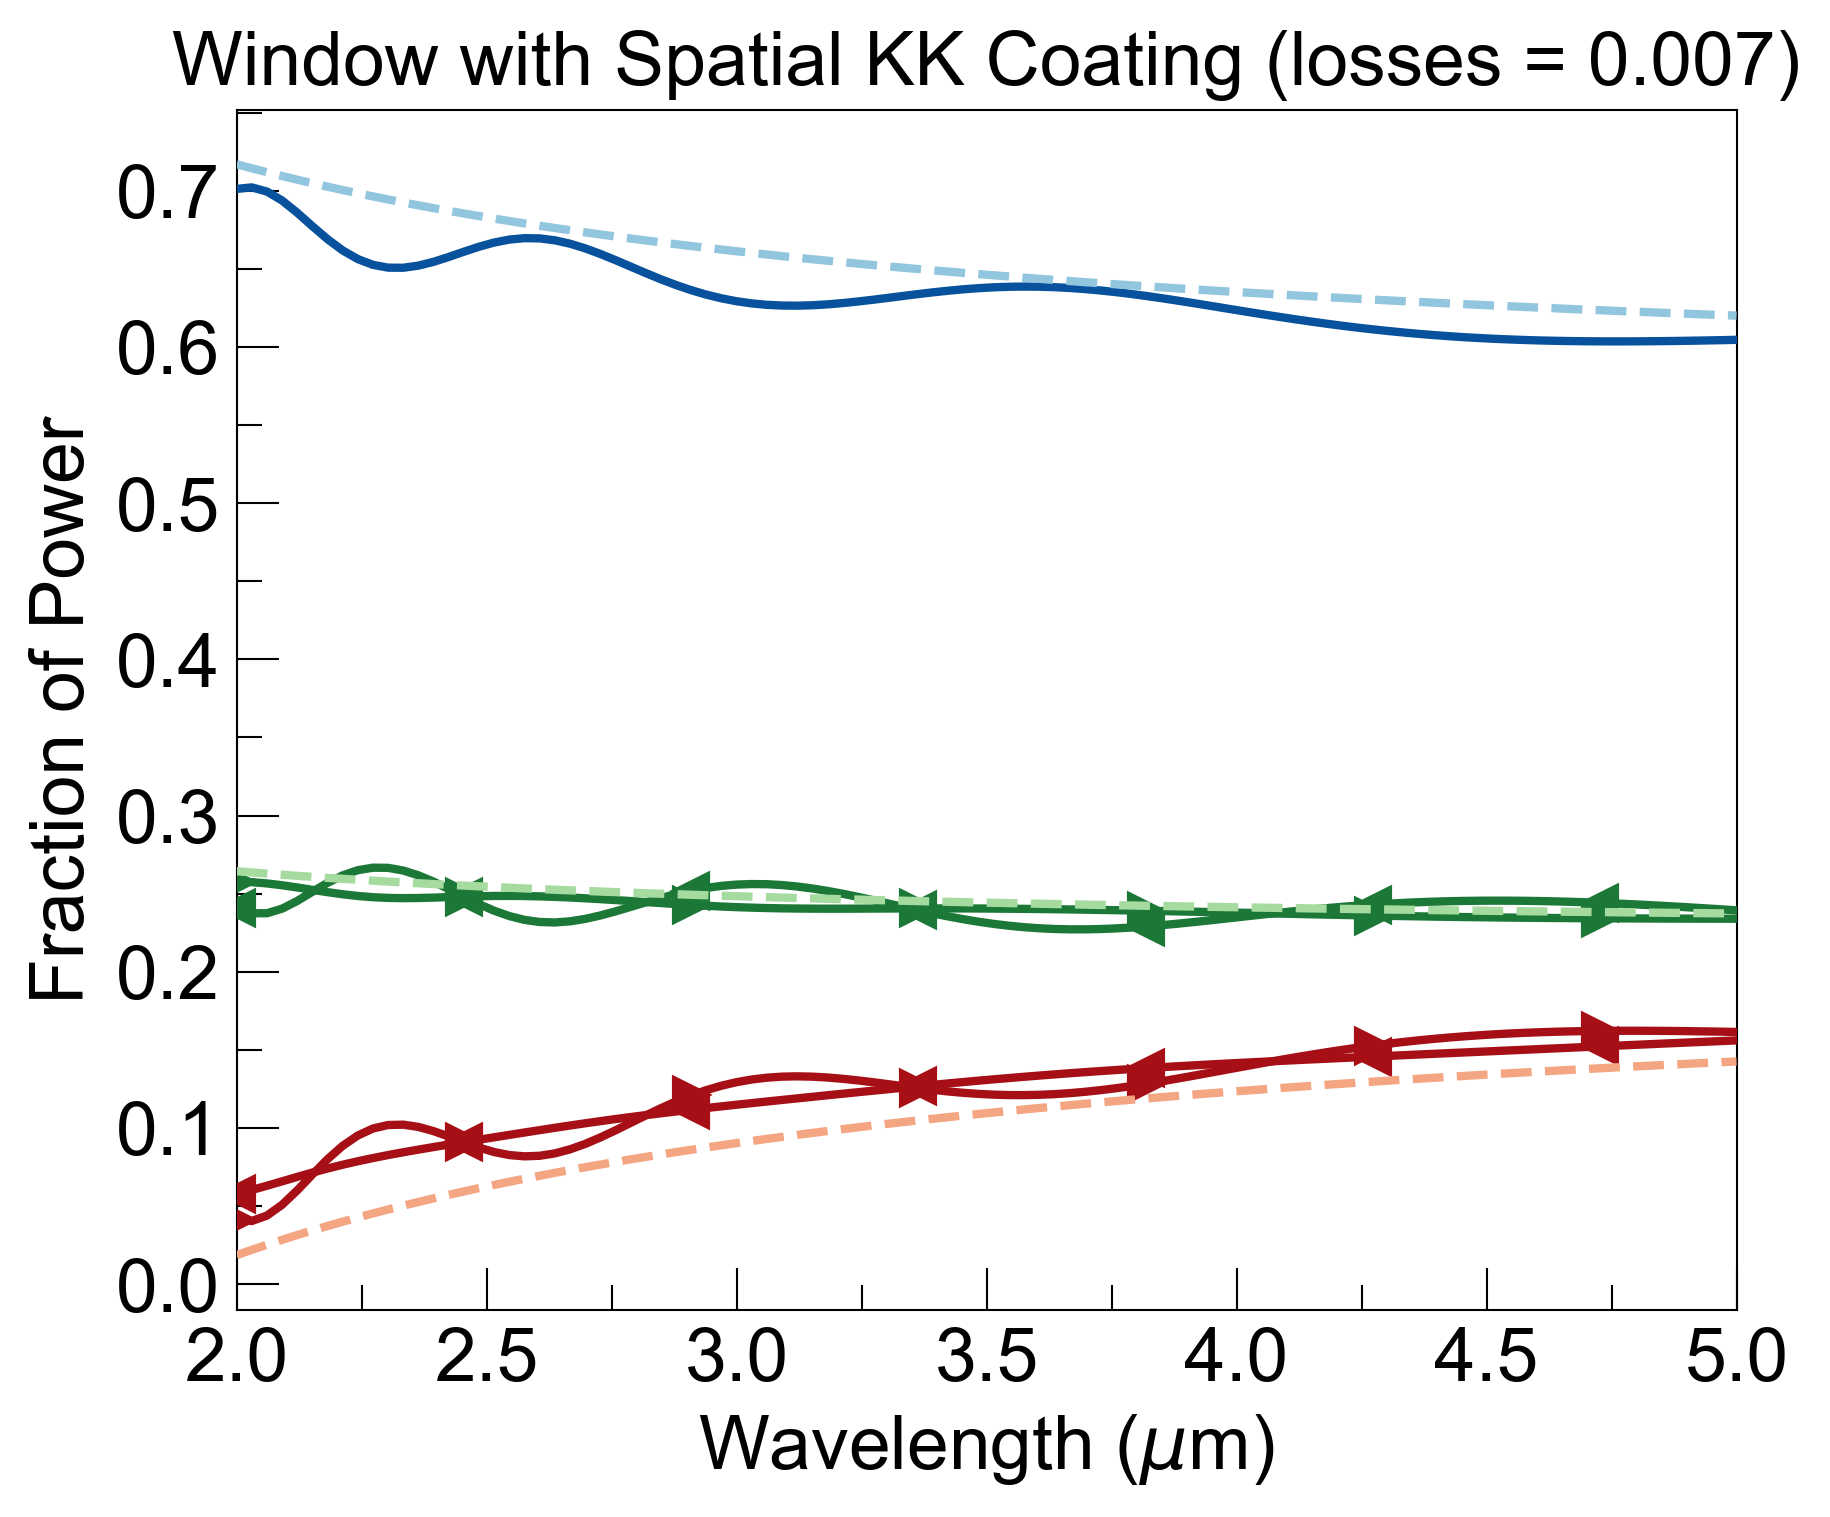 Window with Spatial KK Coating (losses = 0.007)
Fraction of Power
0.7
0.6
0.5
0.4
0.3
0.2
0.1
0.0
2.0 2.5 3.0 3.5 4.0 4.5 5.0
Wavelength (μm)